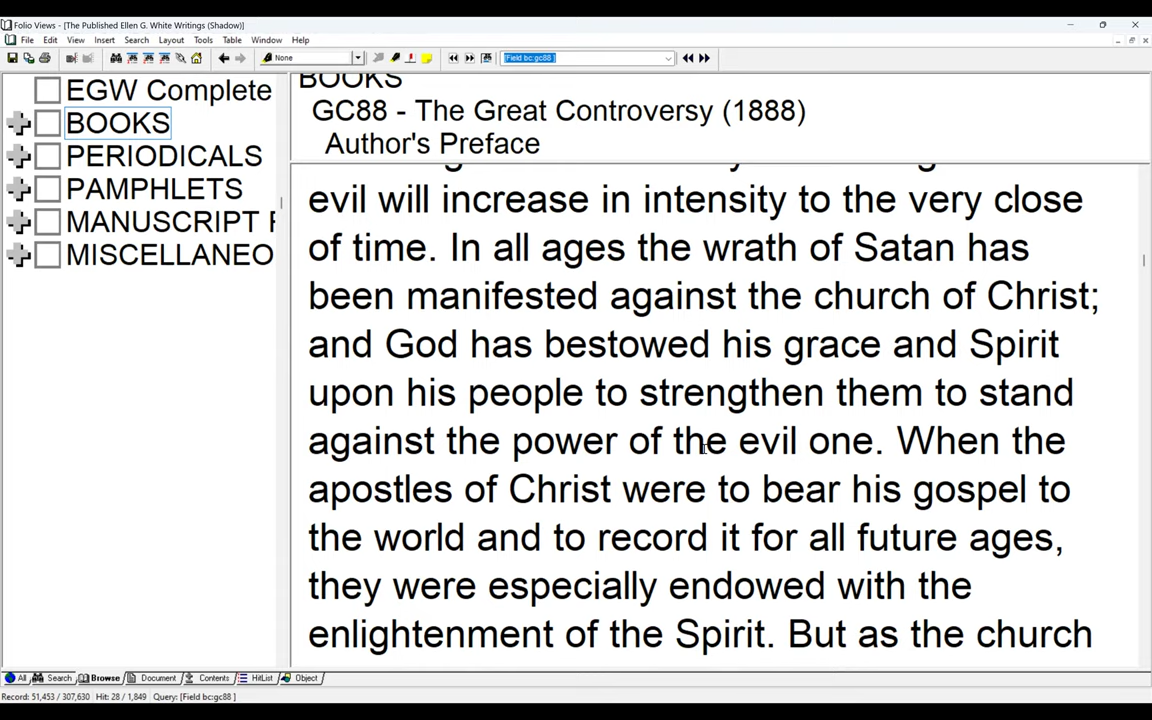 Folio Views - [The Published Ellen G. White Writings (Shadow)]
File Edit View Insert Search Layout Tools Table Window Help
None [Field bc:gc88 ]
EGW Complete
BOOKS
PERIODICALS
PAMPHLETS
MANUSCRIPT
MISCELLANEO
BOOKS
GC88 - The Great Controversy (1888)
Author's Preface
evil will increase in intensity to the very close
of time. In all ages the wrath of Satan has
been manifested against the church of Christ;
and God has bestowed his grace and Spirit
upon his people to strengthen them to stand
against the power of the evil one. When the
apostles of Christ were to bear his gospel to
the world and to record it for all future ages,
they were especially endowed with the
enlightenment of the Spirit. But as the church
All Search Browse Document Contents HitList Object
Record: 51,453 / 307,630 Hit: 28 / 1,849 Query: [Field bc:gc88 ]